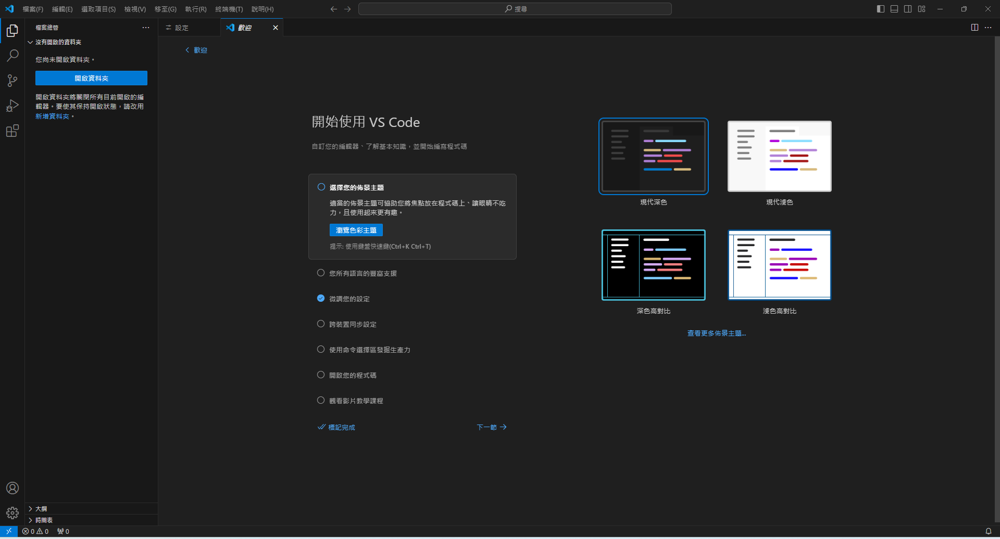 檔案(F) 編輯(E) 選取項目(S) 檢視(V) 移至(G) 執行(R) 終端機(T) 說明(H) 搜尋
檔案總管
沒有開啟的資料夾
您尚未開啟資料夾。
開啟資料夾
開啟資料夾將關閉所有目前開啟的編
輯器。要使其保持開啟狀態，請改用
新增資料夾。
大綱
時間表
設定 歡迎
歡迎
開始使用 VS Code
自訂您的編輯器、了解基本知識，並開始編寫程式碼
選擇您的佈景主題
適當的佈景主題可協助您將焦點放在程式碼上、讓眼睛不吃
力，且使用起來更有趣。
瀏覽色彩主題
提示: 使用鍵盤快速鍵(Ctrl+K Ctrl+T)
您所有語言的豐富支援
微調您的設定
跨裝置同步設定
使用命令選擇區發掘生產力
開啟您的程式碼
觀看影片教學課程
標記完成 下一節
現代深色 現代淺色
深色高對比 淺色高對比
查看更多佈景主題...
0 0 0